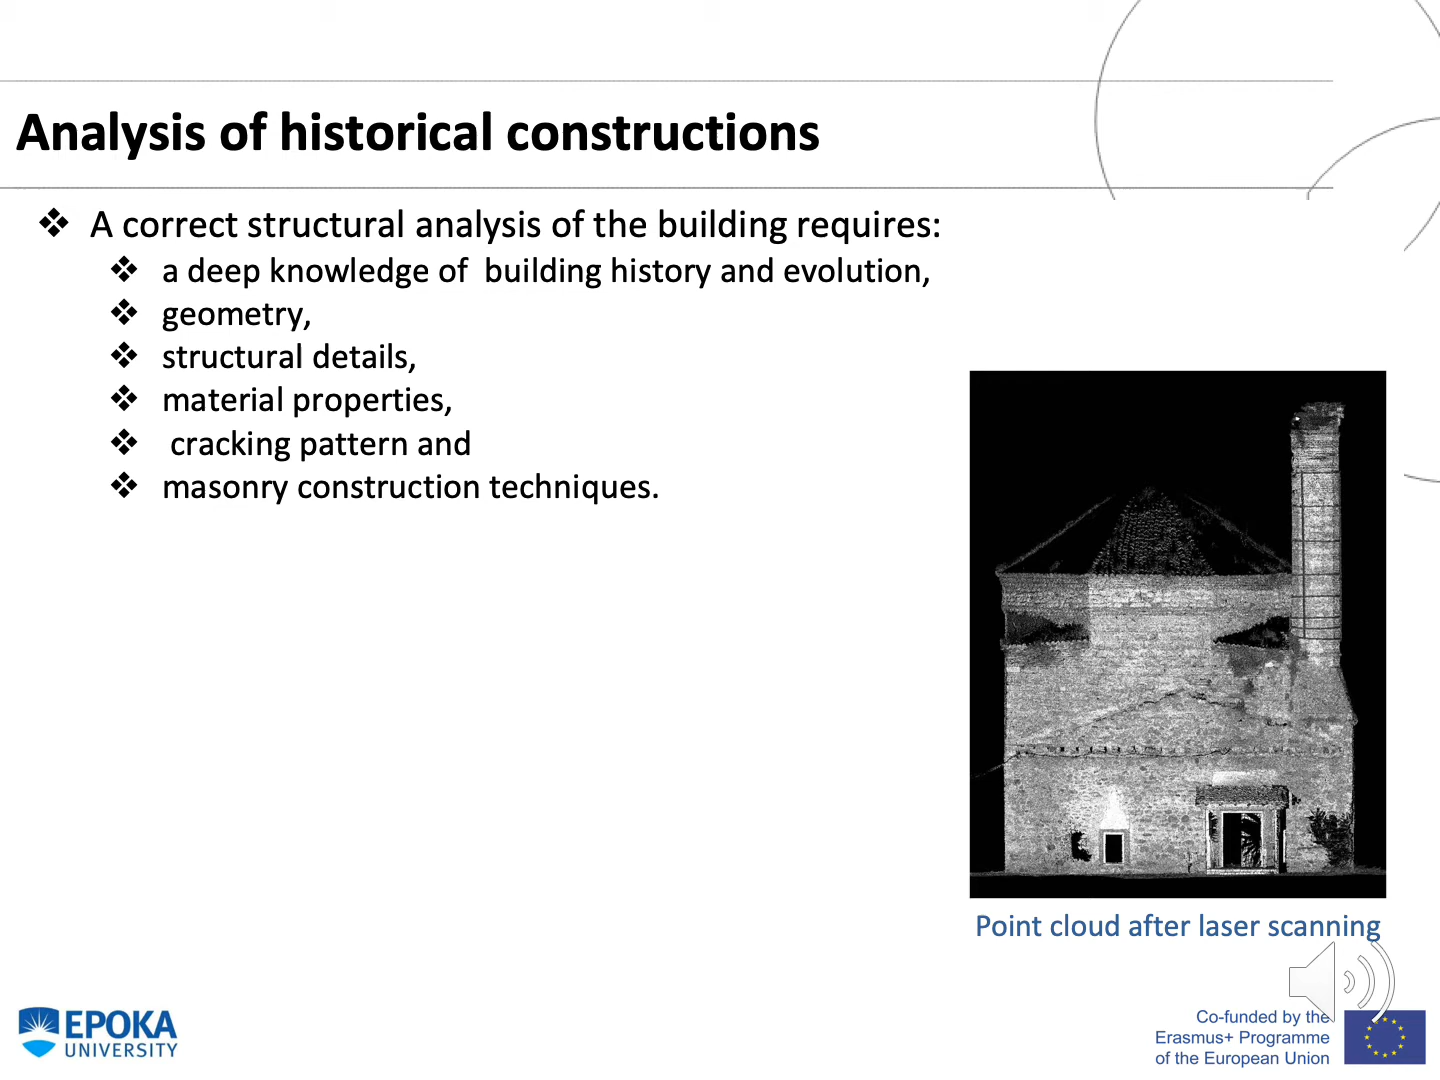 Analysis of historical constructions
❖ A correct structural analysis of the building requires:
❖ a deep knowledge of  building history and evolution,
❖ geometry,
❖ structural details,
❖ material properties,
❖  cracking pattern and
❖ masonry construction techniques.
Point cloud after laser scanning
EPOKA
UNIVERSITY
Co-funded by the
Erasmus+ Programme
of the European Union